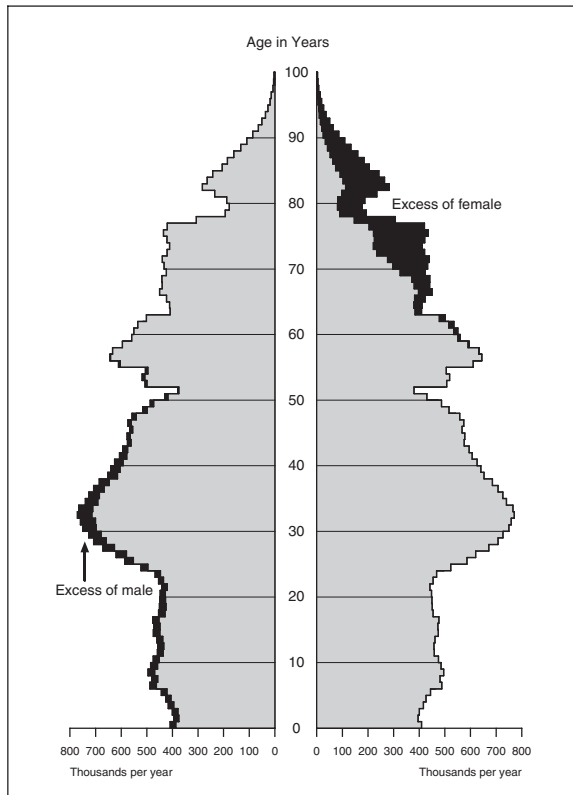 Age in Years
100
90
80
70
60
50
40
30
20
10
0
Excess of female
Excess of male
800 700 600 500 400 300 200 100 0
0 100 200 300 400 500 600 700 800
Thousands per year
Thousands per year